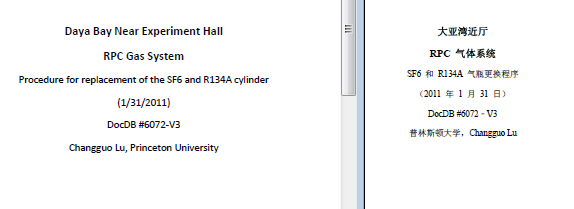 Daya Bay Near Experiment Hall
RPC Gas System
Procedure for replacement of the SF6 and R134A cylinder
(1/31/2011)
DocDB #6072-V3
Changguo Lu, Princeton University
大亚湾近厅
RPC 气体系统
SF6 和 R134A 气瓶更换程序
（2011 年 1 月 31 日）
DocDB #6072 - V3
普林斯顿大学，Changguo Lu